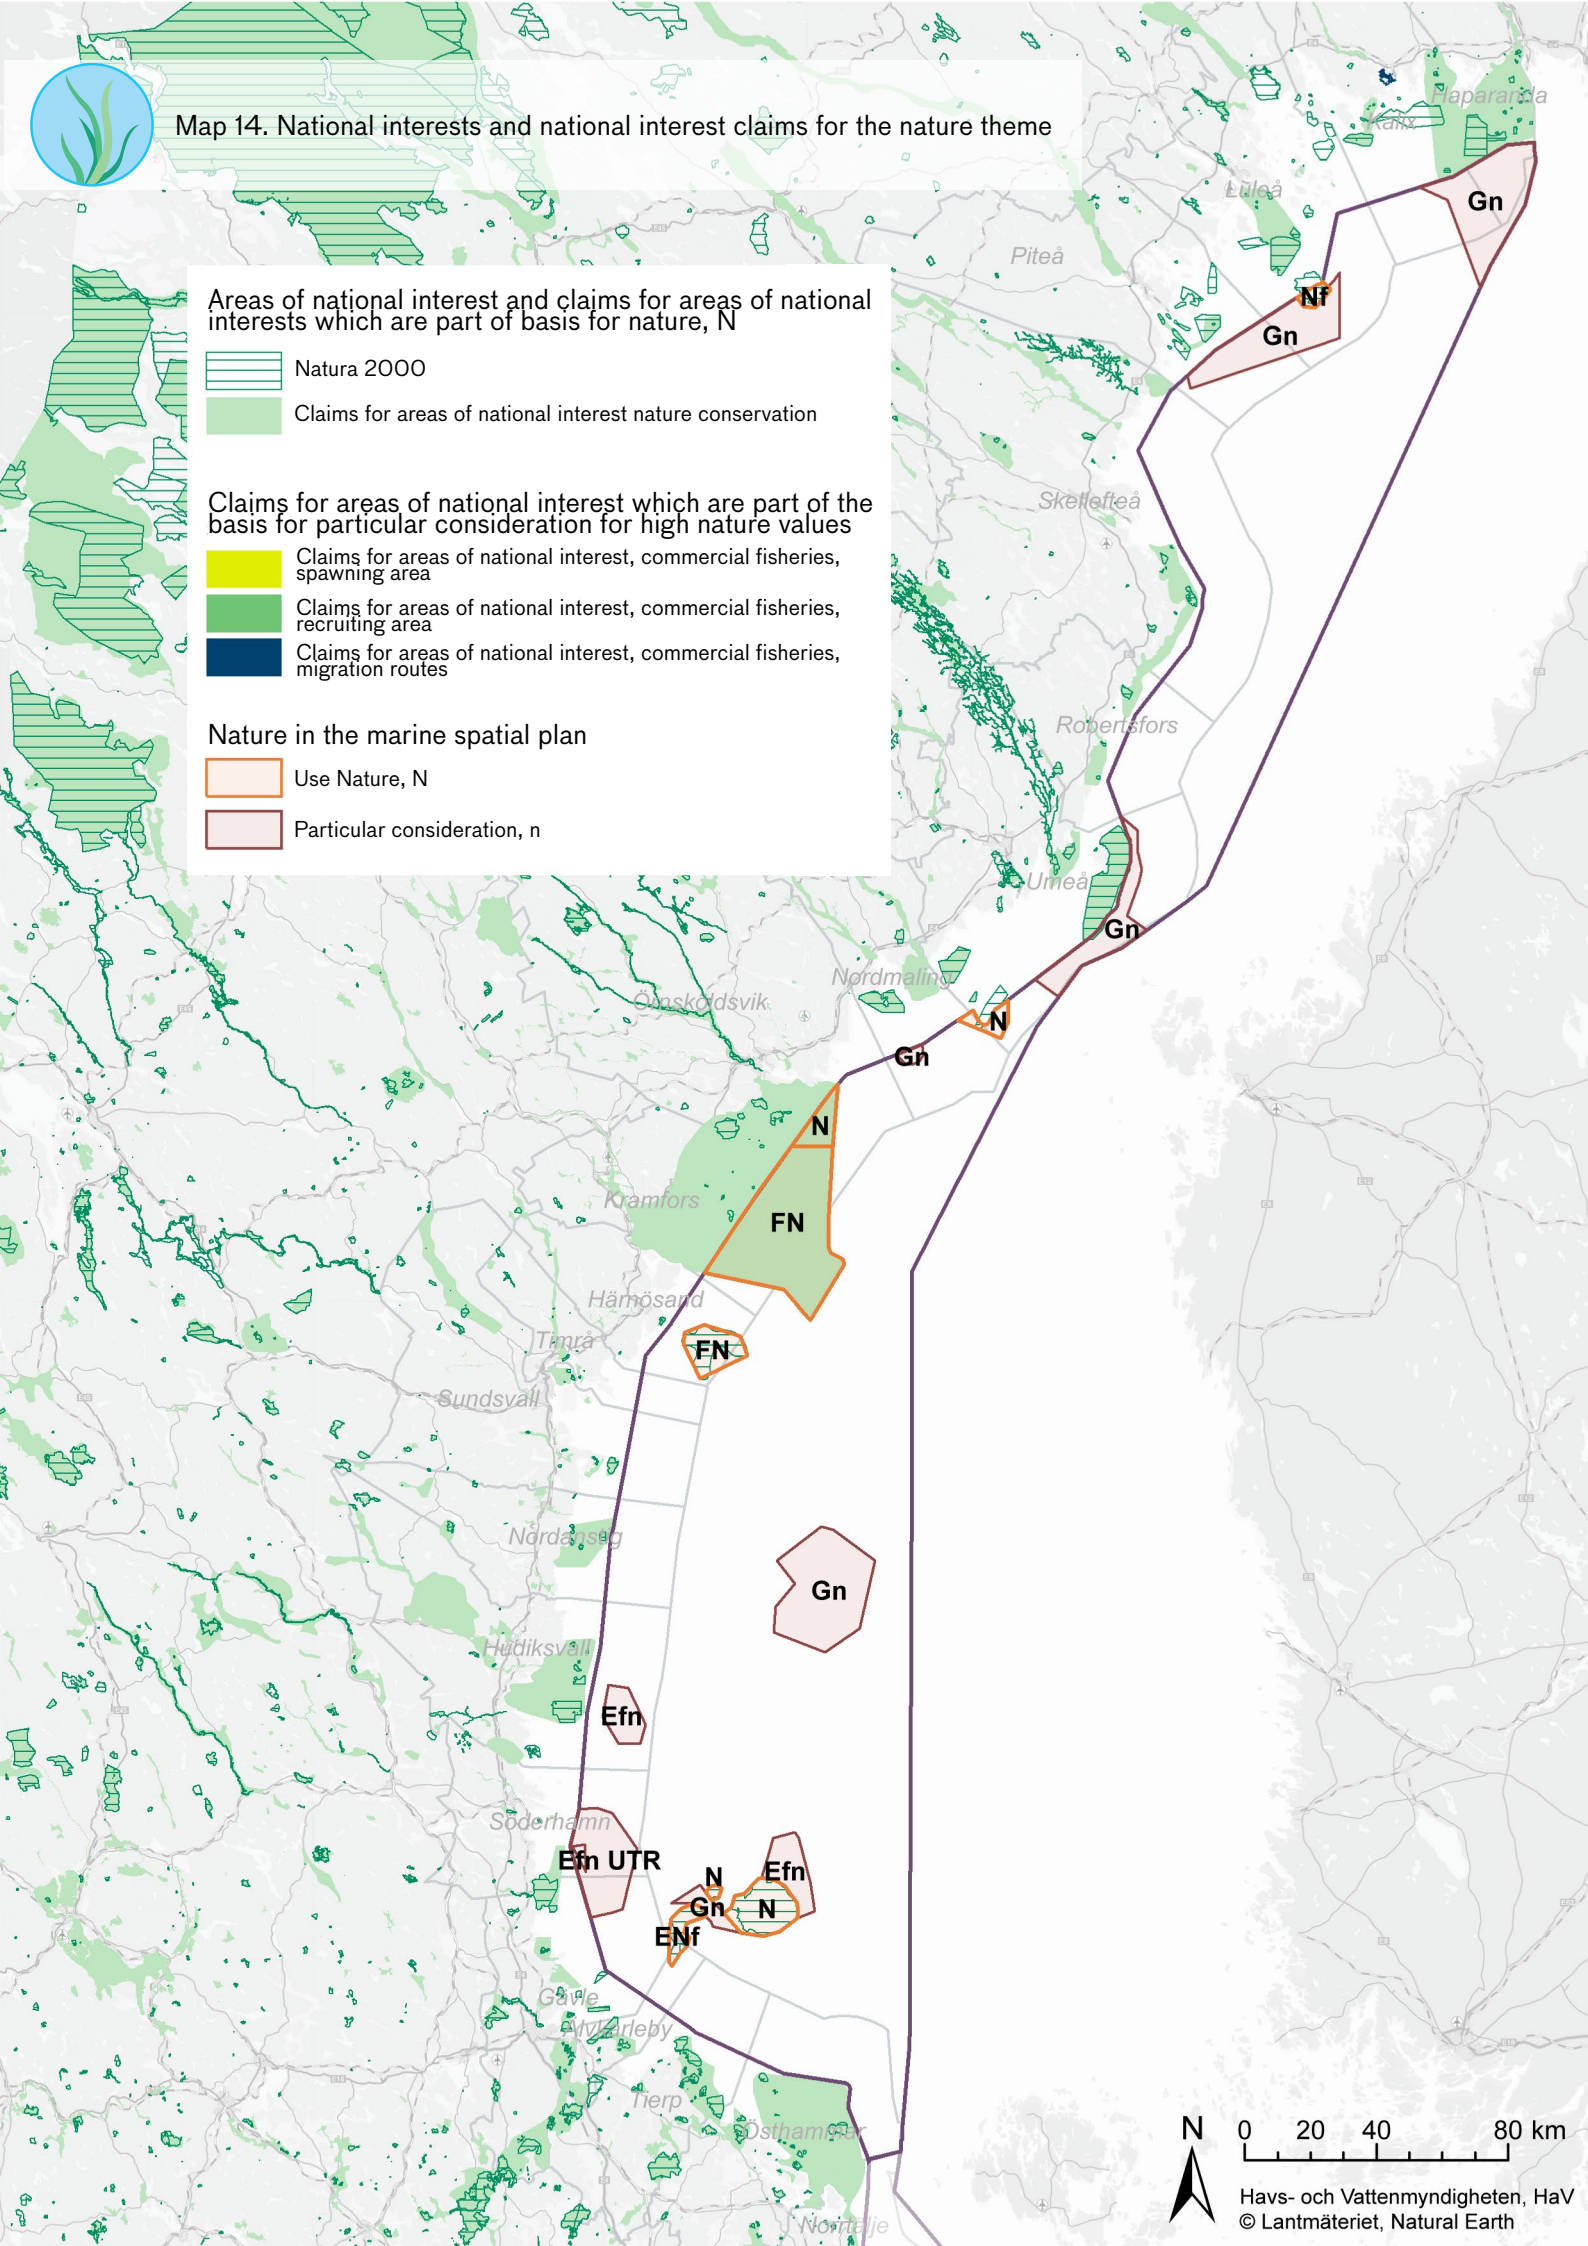 Map 14. National interests and national interest claims for the nature theme
Areas of national interest and claims for areas of national
interests which are part of basis for nature, N
Natura 2000
Claims for areas of national interest nature conservation
Claims for areas of national interest which are part of the
basis for particular consideration for high nature values
Claims for areas of national interest, commercial fisheries,
spawning area
Claims for areas of national interest, commercial fisheries,
recruiting area
Claims for areas of national interest, commercial fisheries,
migration routes
Nature in the marine spatial plan
Use Nature, N
Particular consideration, n
Haparanda
Kalix
Luleå
Gn
Piteå
Nf
Gn
Skellefteå
Robertsfors
Umeå
Gn
Nordmaling
Örnsköldsvik
N
Gn
N
Kramfors
FN
Härnösand
Timrå
FN
Sundsvall
Nordanstig
Gn
Hudiksvall
Efn
Söderhamn
Efn UTR
Efn
N
Gn
N
ENf
Gävle
Älvkarleby
Tierp
Östhammar
Norrtälje
N
0 20 40 80 km
Havs- och Vattenmyndigheten, HaV
© Lantmäteriet, Natural Earth